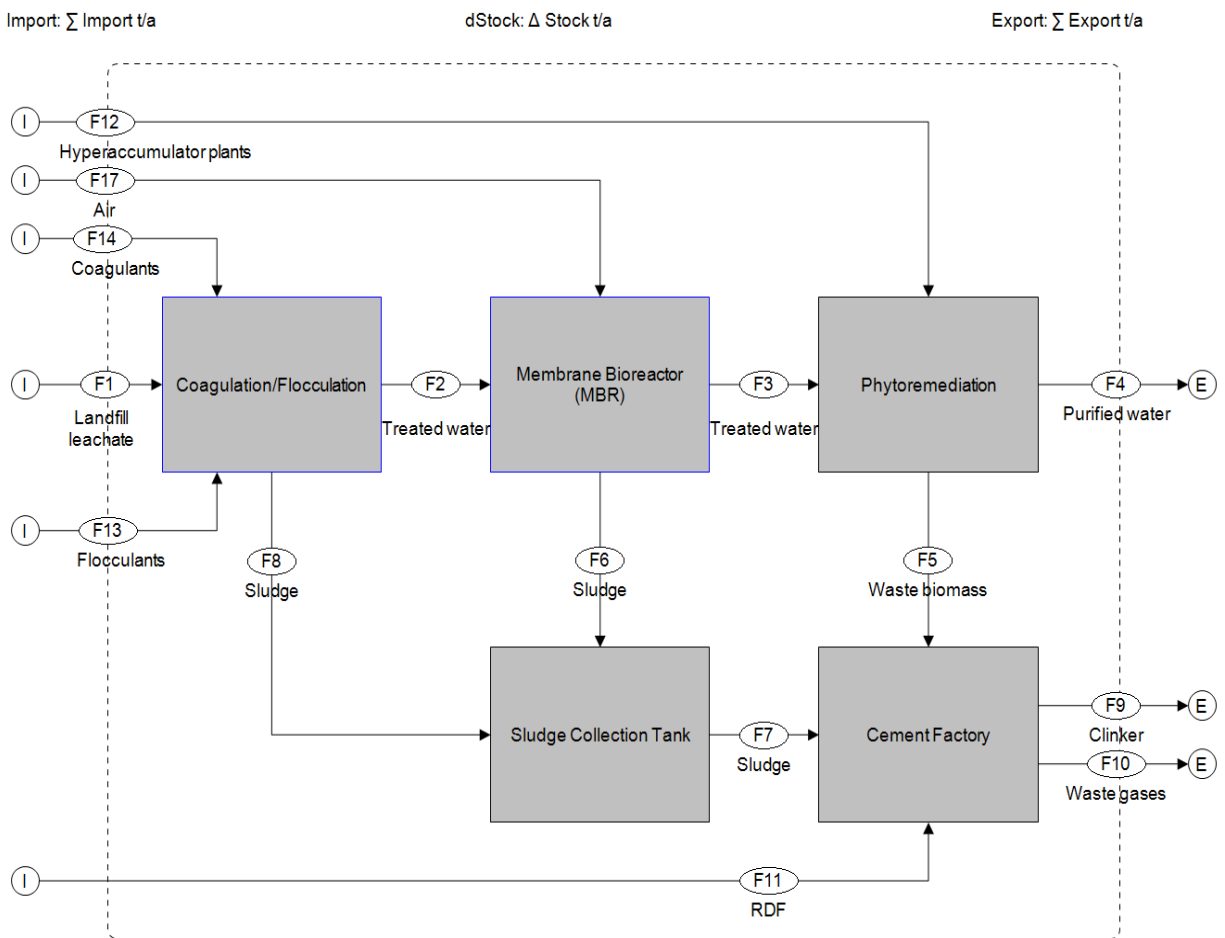 Import: ∑ Import t/a
dStock: Δ Stock t/a
Export: ∑ Export t/a
I
F12
Hyperaccumulator plants
I
F17
Air
I
F14
Coagulants
I
F1
Landfill
leachate
Coagulation/Flocculation
F2
Treated water
Membrane Bioreactor
(MBR)
F3
Treated water
Phytoremediation
F4
Purified water
E
I
F13
Flocculants
F8
Sludge
F6
Sludge
F5
Waste biomass
Sludge Collection Tank
F7
Sludge
Cement Factory
F9
Clinker
E
F10
Waste gases
E
I
F11
RDF